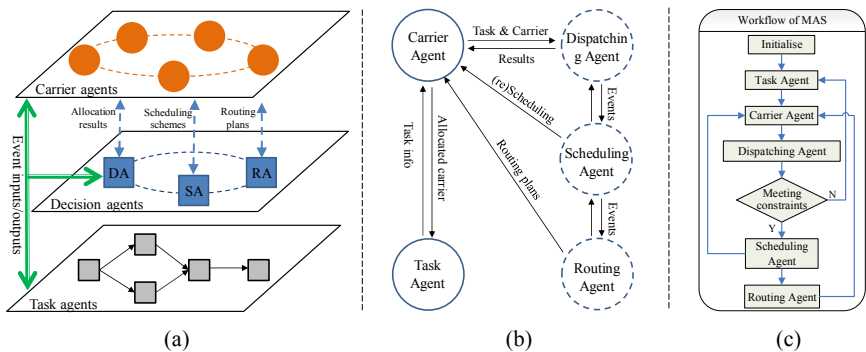 Carrier agents
Allocation
results
Scheduling
schemes
Routing
plans
Event inputs/outputs
DA
SA
RA
Decision agents
Task agents
(a)
Carrier
Agent
Task & Carrier
Results
Dispatchin
g Agent
(re)Scheduling
Events
Task info
Allocated carrier
Routing plans
Scheduling
Agent
Events
Task
Agent
Routing
Agent
(b)
Workflow of MAS
Initialise
Task Agent
Carrier Agent
Dispatching Agent
Meeting
constraints
N
Y
Scheduling
Agent
Routing Agent
(c)